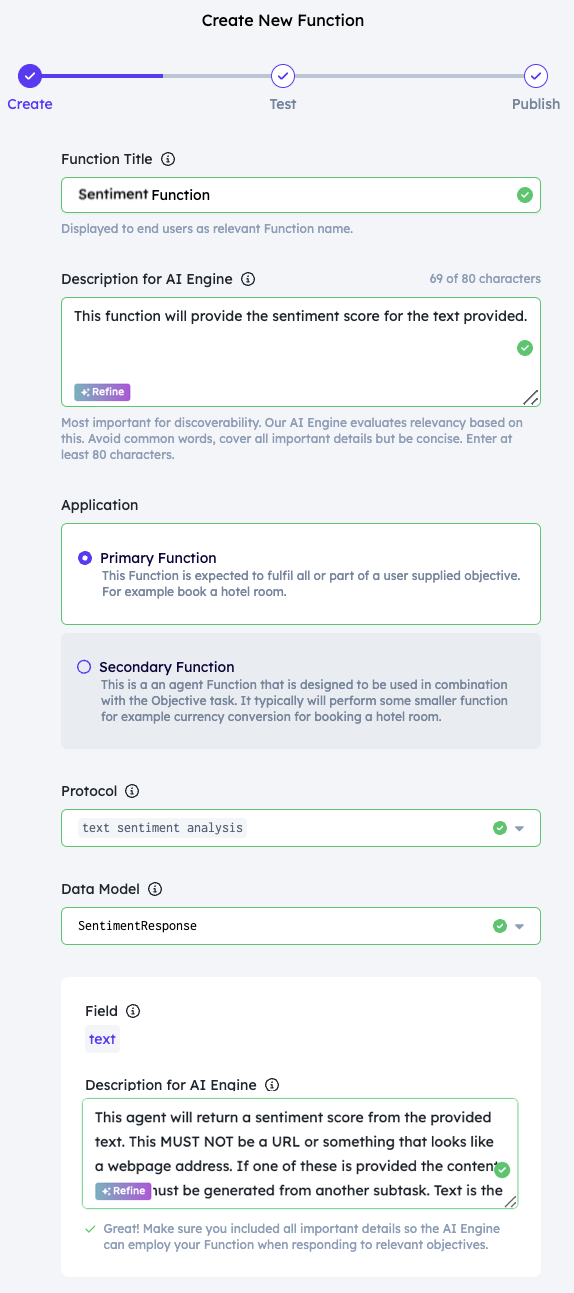 Create New Function
Create
Test
Publish
Function Title
Sentiment Function
Displayed to end users as relevant Function name.
Description for AI Engine
69 of 80 characters
This function will provide the sentiment score for the text provided.
Refine
Most important for discoverability. Our AI Engine evaluates relevancy based on
this. Avoid common words, cover all important details but be concise. Enter at
least 80 characters.
Application
Primary Function
This Function is expected to fulfil all or part of a user supplied objective.
For example book a hotel room.
Secondary Function
This is a an agent Function that is designed to be used in combination
with the Objective task. It typically will perform some smaller function
for example currency conversion for booking a hotel room.
Protocol
text sentiment analysis
Data Model
SentimentResponse
Field
text
Description for AI Engine
This agent will return a sentiment score from the provided
text. This MUST NOT be a URL or something that looks like
a webpage address. If one of these is provided the content
Refine must be generated from another subtask. Text is the
Great! Make sure you included all important details so the AI Engine
can employ your Function when responding to relevant objectives.